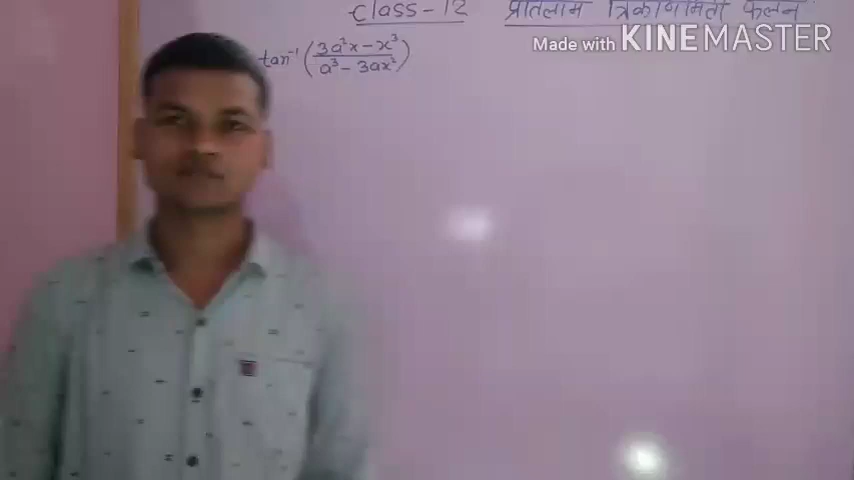 Class-12 प्रतिलोम त्रिकोणमिती फलन
Made with KINEMASTER
tan⁻¹ (3a²x-x³ / a³-3ax²)